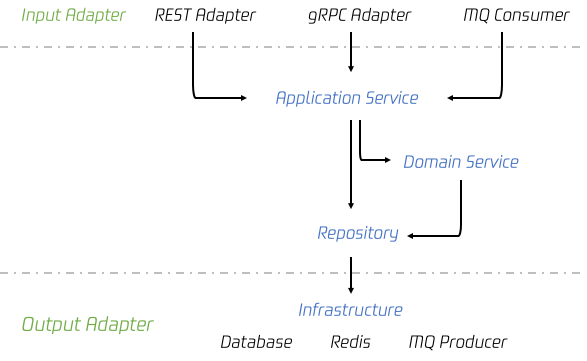 Input Adapter REST Adapter gRPC Adapter MQ Consumer
Application Service
Domain Service
Repository
Infrastructure
Output Adapter
Database Redis MQ Producer